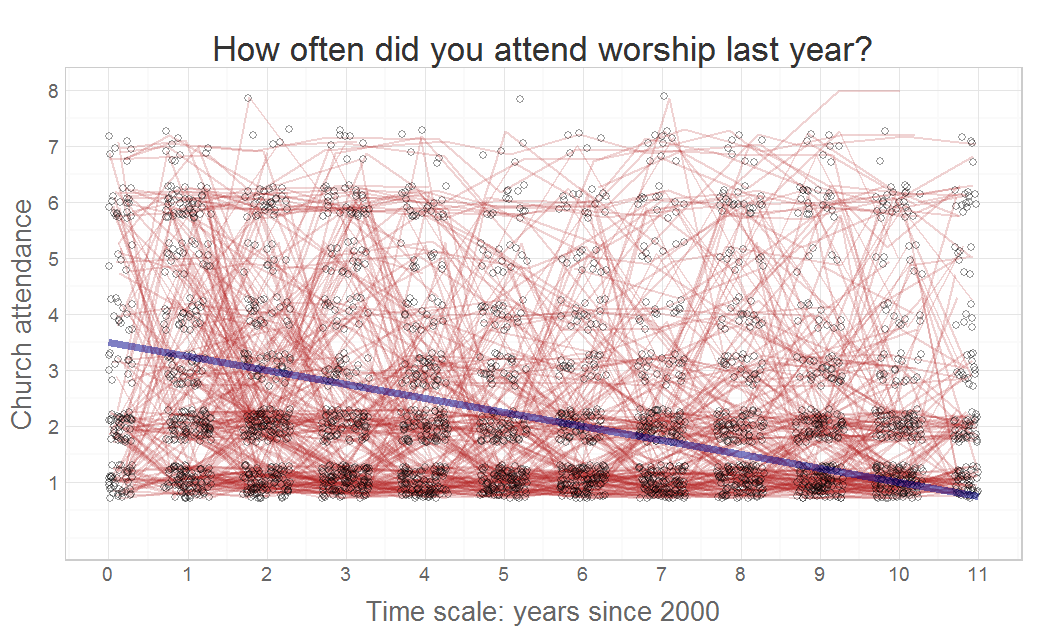 How often did you attend worship last year?
Church attendance
8
7
6
5
4
3
2
1
0 1 2 3 4 5 6 7 8 9 10 11
Time scale: years since 2000